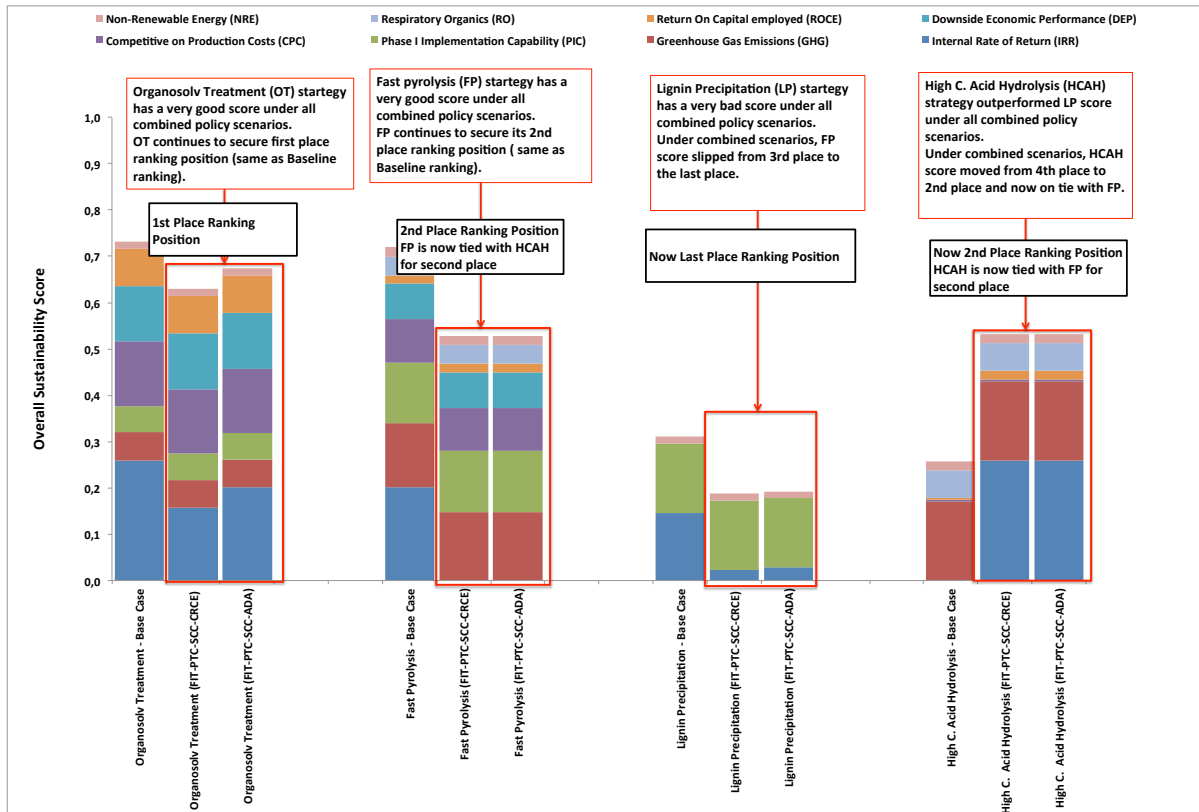 Non-Renewable Energy (NRE)
Respiratory Organics (RO)
Return On Capital employed (ROCE)
Downside Economic Performance (DEP)
Competitive on Production Costs (CPC)
Phase I Implementation Capability (PIC)
Greenhouse Gas Emissions (GHG)
Internal Rate of Return (IRR)
Organosolv Treatment (OT) startegy
has a very good score under all
combined policy scenarios.
OT continues to secure first place
ranking position (same as Baseline
ranking).
Fast pyrolysis (FP) startegy has a
very good score under all
combined policy scenarios.
FP continues to secure its 2nd
place ranking position ( same as
Baseline ranking).
Lignin Precipitation (LP) startegy
has a very bad score under all
combined policy scenarios.
Under combined scenarios, FP
score slipped from 3rd place to
the last place.
High C. Acid Hydrolysis (HCAH)
strategy outperformed LP score
under all combined policy
scenarios.
Under combined scenarios, HCAH
score moved from 4th place to
2nd place and now on tie with FP.
1st Place Ranking
Position
2nd Place Ranking Position
FP is now tied with HCAH
for second place
Now Last Place Ranking Position
Now 2nd Place Ranking Position
HCAH is now tied with FP for
second place
Overall Sustainability Score
1,0
0,9
0,8
0,7
0,6
0,5
0,4
0,3
0,2
0,1
0,0
Organosolv Treatment - Base Case
Organosolv Treatment (FIT-PTC-SCC-CRCE)
Organosolv Treatment (FIT-PTC-SCC-ADA)
Fast Pyrolysis - Base Case
Fast Pyrolysis (FIT-PTC-SCC-CRCE)
Fast Pyrolysis (FIT-PTC-SCC-ADA)
Lignin Precipitation - Base Case
Lignin Precipitation (FIT-PTC-SCC-CRCE)
Lignin Precipitation (FIT-PTC-SCC-ADA)
High C. Acid Hydrolysis - Base Case
High C. Acid Hydrolysis (FIT-PTC-SCC-CRCE)
High C. Acid Hydrolysis (FIT-PTC-SCC-ADA)